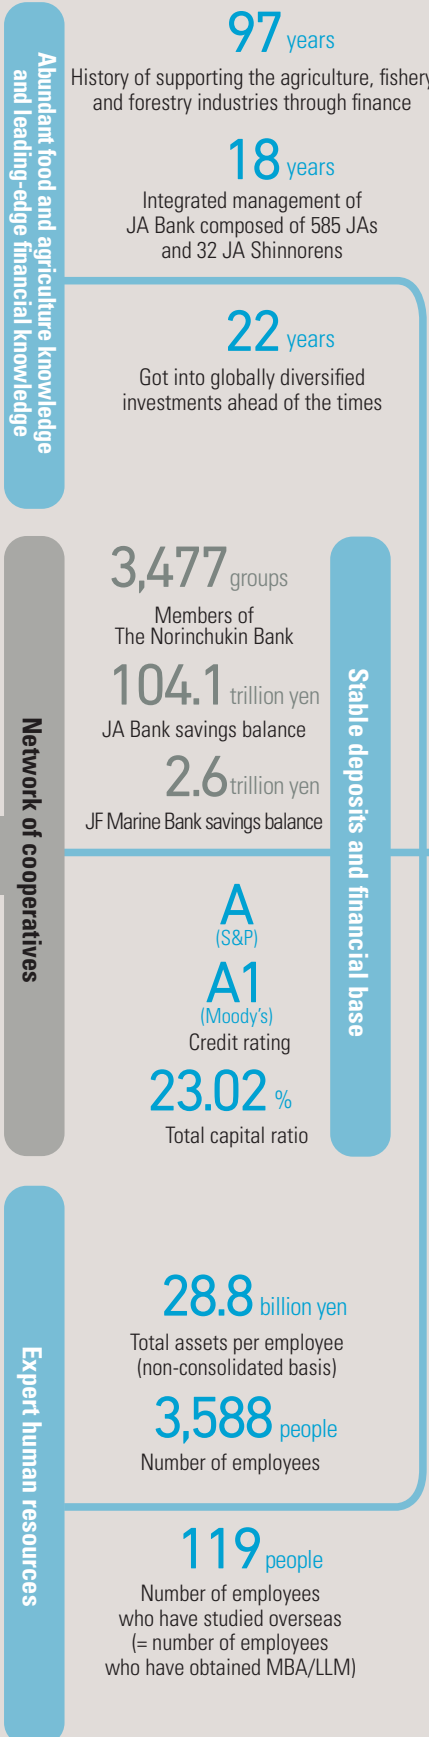 Abundant food and agriculture knowledge
and leading-edge financial knowledge
97 years
History of supporting the agriculture, fishery
and forestry industries through finance
18 years
Integrated management of
JA Bank composed of 585 JAs
and 32 JA Shinnorens
22 years
Got into globally diversified
investments ahead of the times
Network of cooperatives
3,477 groups
Members of
The Norinchukin Bank
104.1 trillion yen
JA Bank savings balance
2.6 trillion yen
JF Marine Bank savings balance
Stable deposits and financial base
A
(S&P)
A1
(Moody's)
Credit rating
23.02 %
Total capital ratio
Expert human resources
28.8 billion yen
Total assets per employee
(non-consolidated basis)
3,588 people
Number of employees
119 people
Number of employees
who have studied overseas
(= number of employees
who have obtained MBA/LLM)